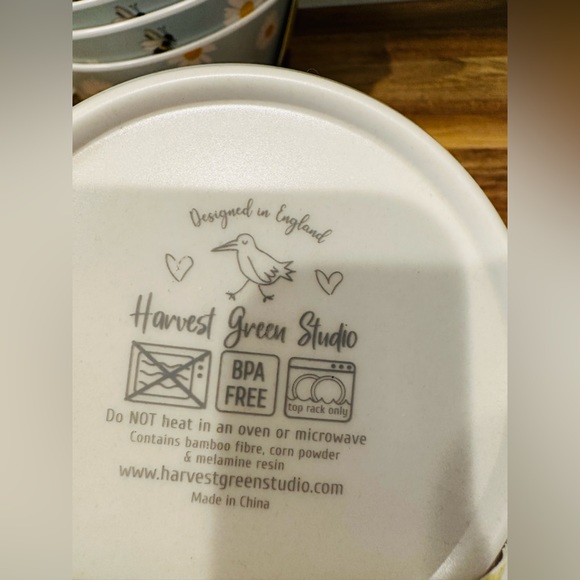 Designed in England
Harvest Green Studio
BPA
FREE
top rack only
Do NOT heat in an oven or microwave
Contains bamboo fibre, corn powder
& melamine resin
www.harvestgreenstudio.com
Made in China